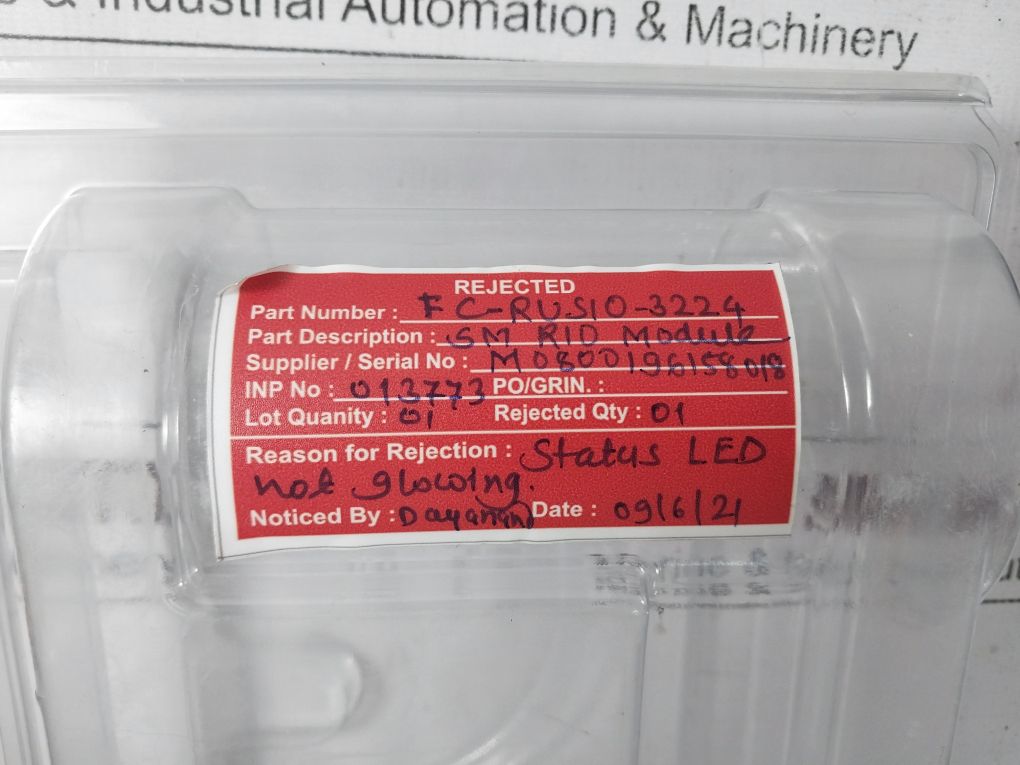 & Industrial Automation & Machinery
REJECTED
Part Number : FC-RUSIO-3224
Part Description : SM RIO Module
Supplier / Serial No : M0800196158018
INP No : 013773 PO/GRIN. :
Lot Quanity : 01 Rejected Qty : 01
Reason for Rejection : Status LED
not glowing.
Noticed By : Dayanand Date : 09/6/21